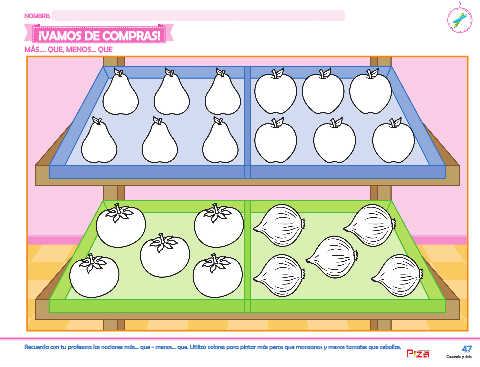 NOMBRE:
¡VAMOS DE COMPRAS!
MÁS... QUE, MENOS... QUE
Recuerda con tu profesora las nociones más... que - menos... que. Utiliza colores para pintar más peras que manzanas y menos tomates que cebollas.
47